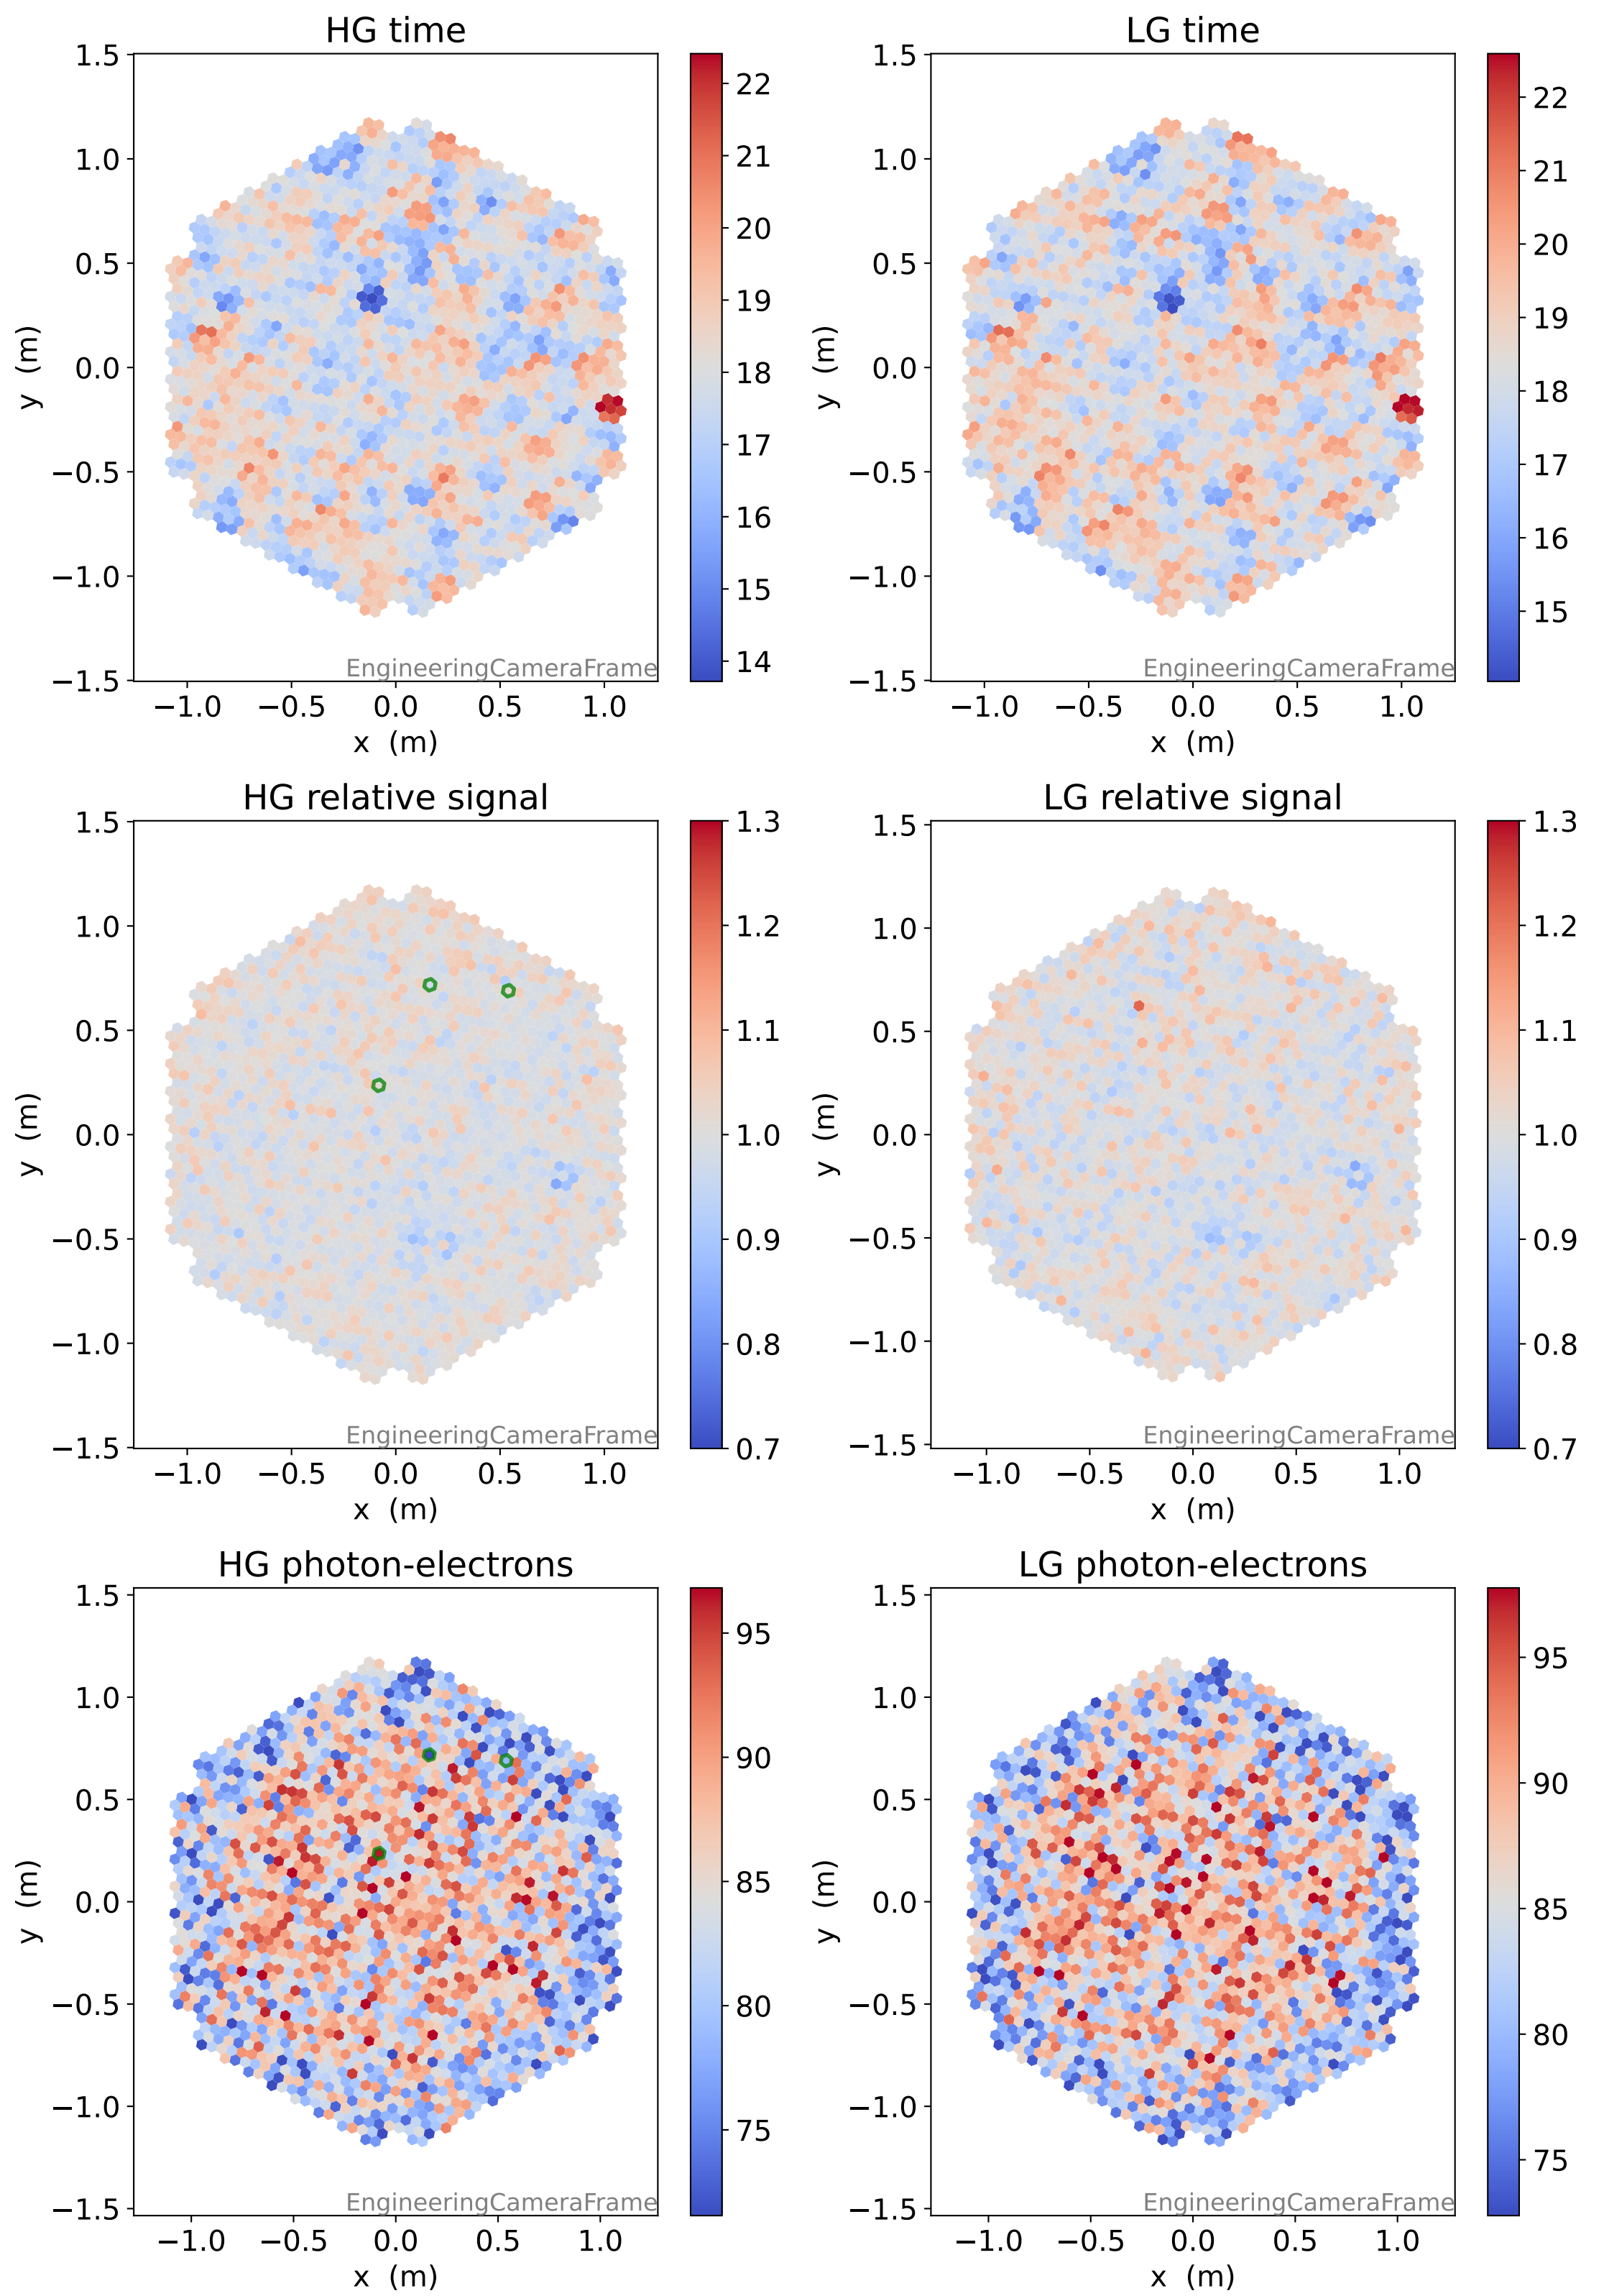 HG time
1.5
1.0
0.5
0.0
−0.5
−1.0
−1.5
y (m)
EngineeringCameraFrame
−1.0 −0.5 0.0 0.5 1.0
x (m)
22
21
20
19
18
17
16
15
14
LG time
1.5
1.0
0.5
0.0
−0.5
−1.0
−1.5
y (m)
EngineeringCameraFrame
−1.0 −0.5 0.0 0.5 1.0
x (m)
22
21
20
19
18
17
16
15
HG relative signal
1.5
1.0
0.5
0.0
−0.5
−1.0
−1.5
y (m)
EngineeringCameraFrame
−1.0 −0.5 0.0 0.5 1.0
x (m)
1.3
1.2
1.1
1.0
0.9
0.8
0.7
LG relative signal
1.5
1.0
0.5
0.0
−0.5
−1.0
−1.5
y (m)
EngineeringCameraFrame
−1.0 −0.5 0.0 0.5 1.0
x (m)
1.3
1.2
1.1
1.0
0.9
0.8
0.7
HG photon-electrons
1.5
1.0
0.5
0.0
−0.5
−1.0
−1.5
y (m)
EngineeringCameraFrame
−1.0 −0.5 0.0 0.5 1.0
x (m)
95
90
85
80
75
LG photon-electrons
1.5
1.0
0.5
0.0
−0.5
−1.0
−1.5
y (m)
EngineeringCameraFrame
−1.0 −0.5 0.0 0.5 1.0
x (m)
95
90
85
80
75